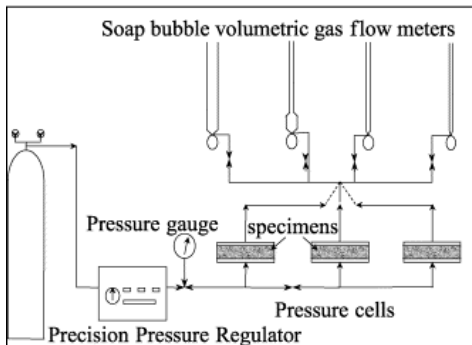 Soap bubble volumetric gas flow meters
Pressure gauge
specimens
Pressure cells
Precision Pressure Regulator